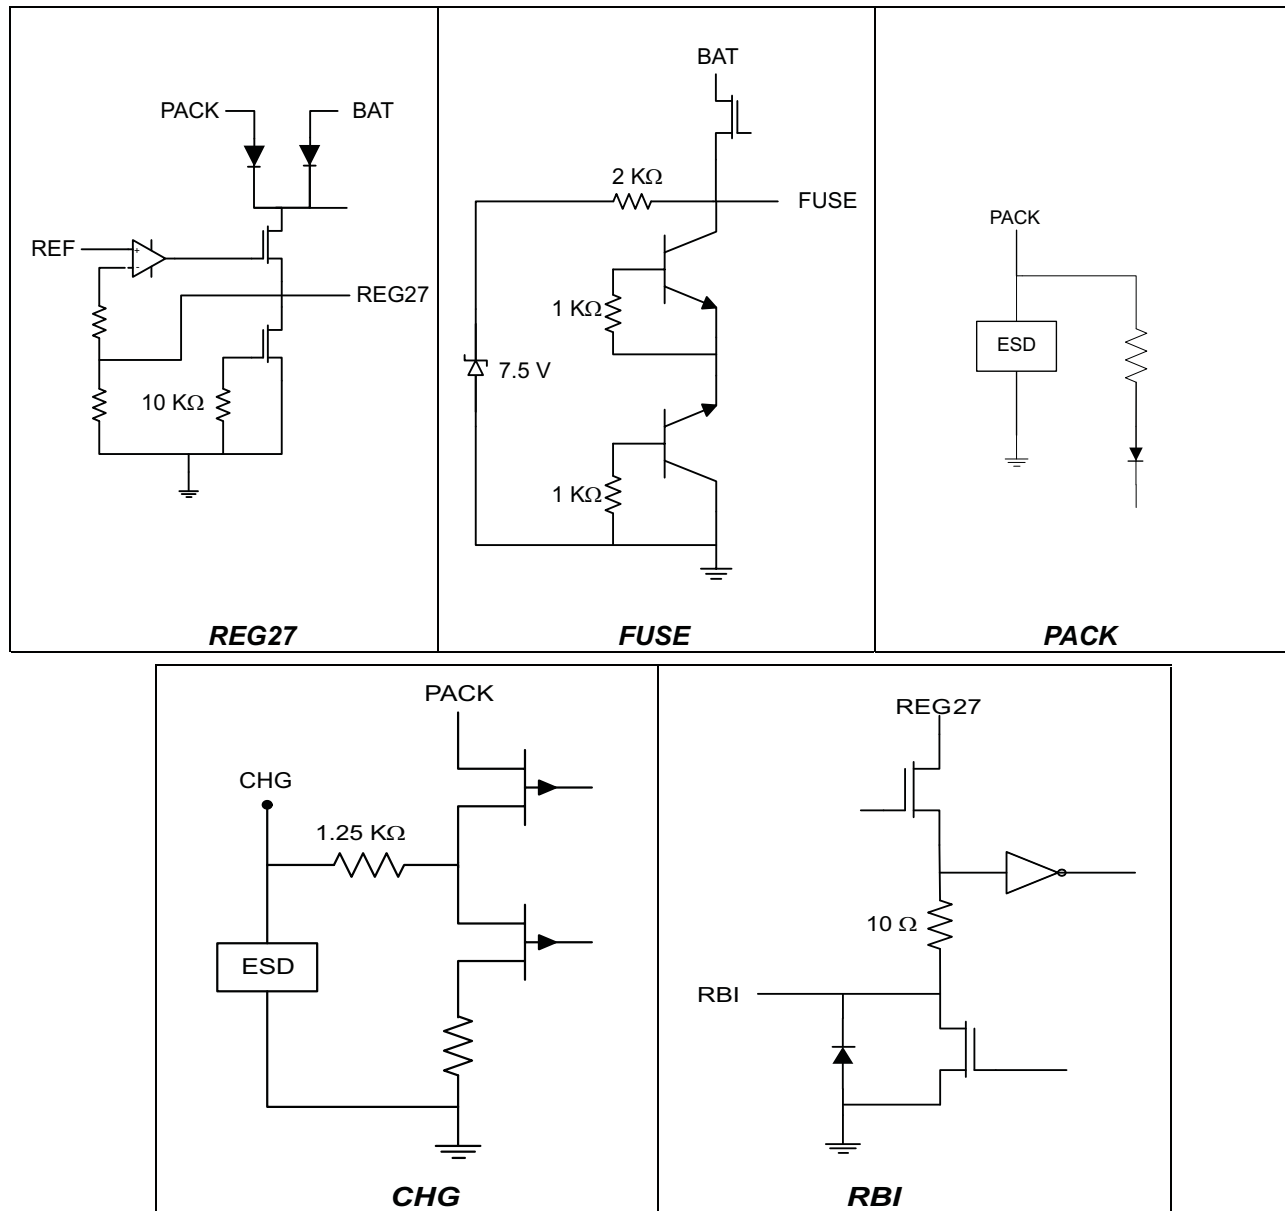 PACK BAT
REF
+
-
REG27
10 KΩ
REG27
BAT
2 KΩ
FUSE
1 KΩ
7.5 V
1 KΩ
FUSE
PACK
ESD
PACK
PACK
CHG
1.25 KΩ
ESD
CHG
REG27
10 Ω
RBI
RBI